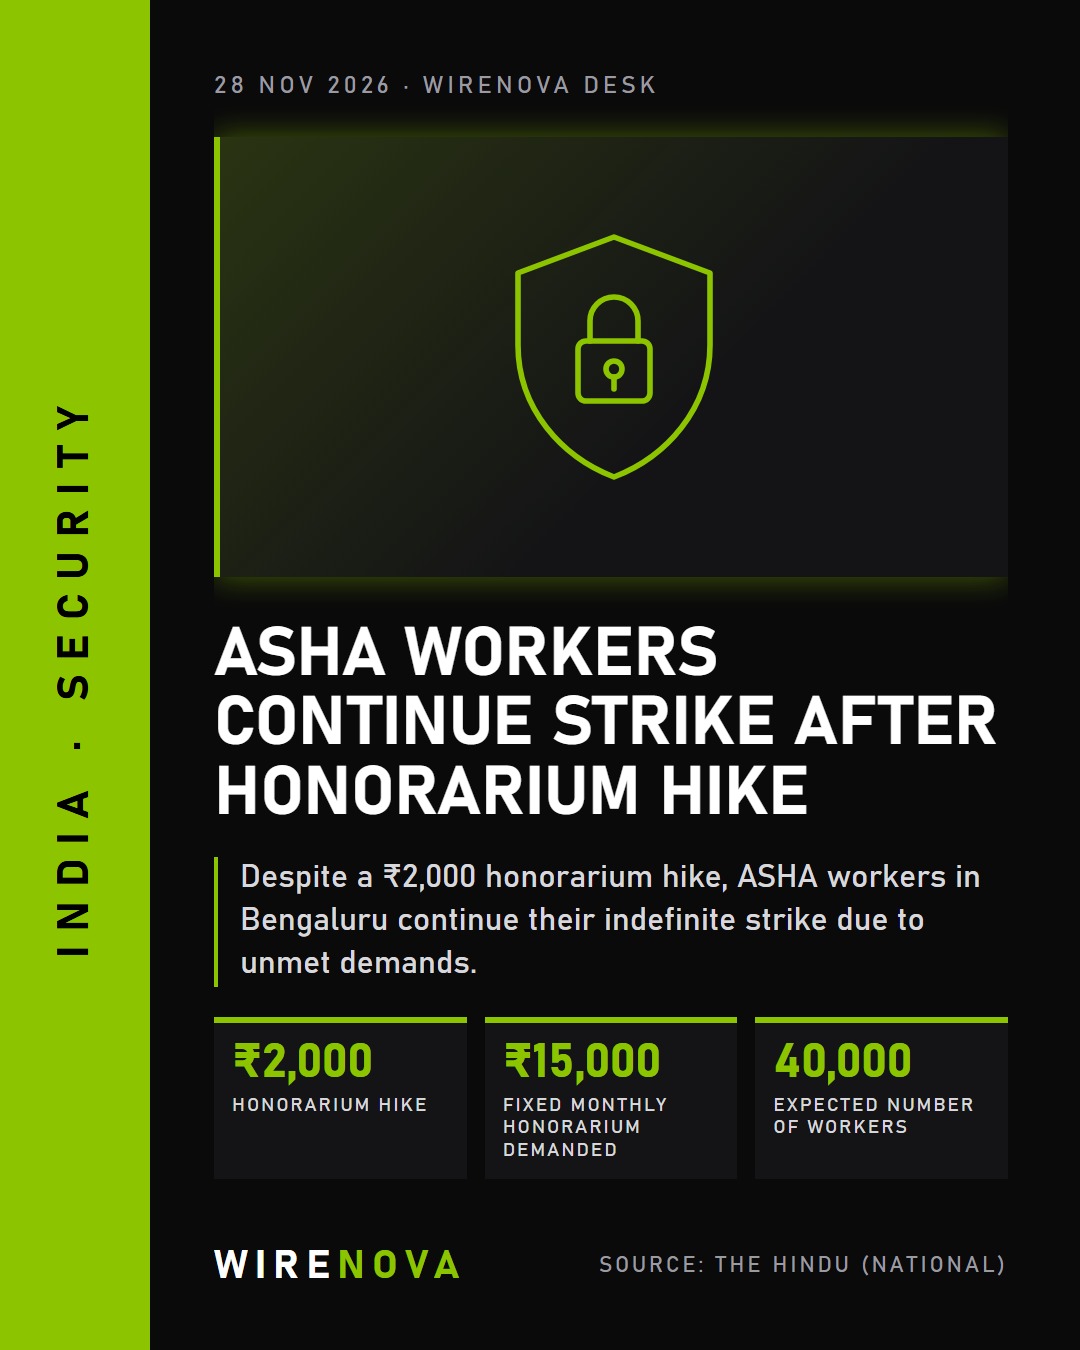 INDIA · SECURITY
28 NOV 2026 · WIRENOVA DESK
ASHA WORKERS
CONTINUE STRIKE AFTER
HONORARIUM HIKE
Despite a ₹2,000 honorarium hike, ASHA workers in
Bengaluru continue their indefinite strike due to
unmet demands.
₹2,000
HONORARIUM HIKE
₹15,000
FIXED MONTHLY
HONORARIUM
DEMANDED
40,000
EXPECTED NUMBER
OF WORKERS
WIRENOVA
SOURCE: THE HINDU (NATIONAL)